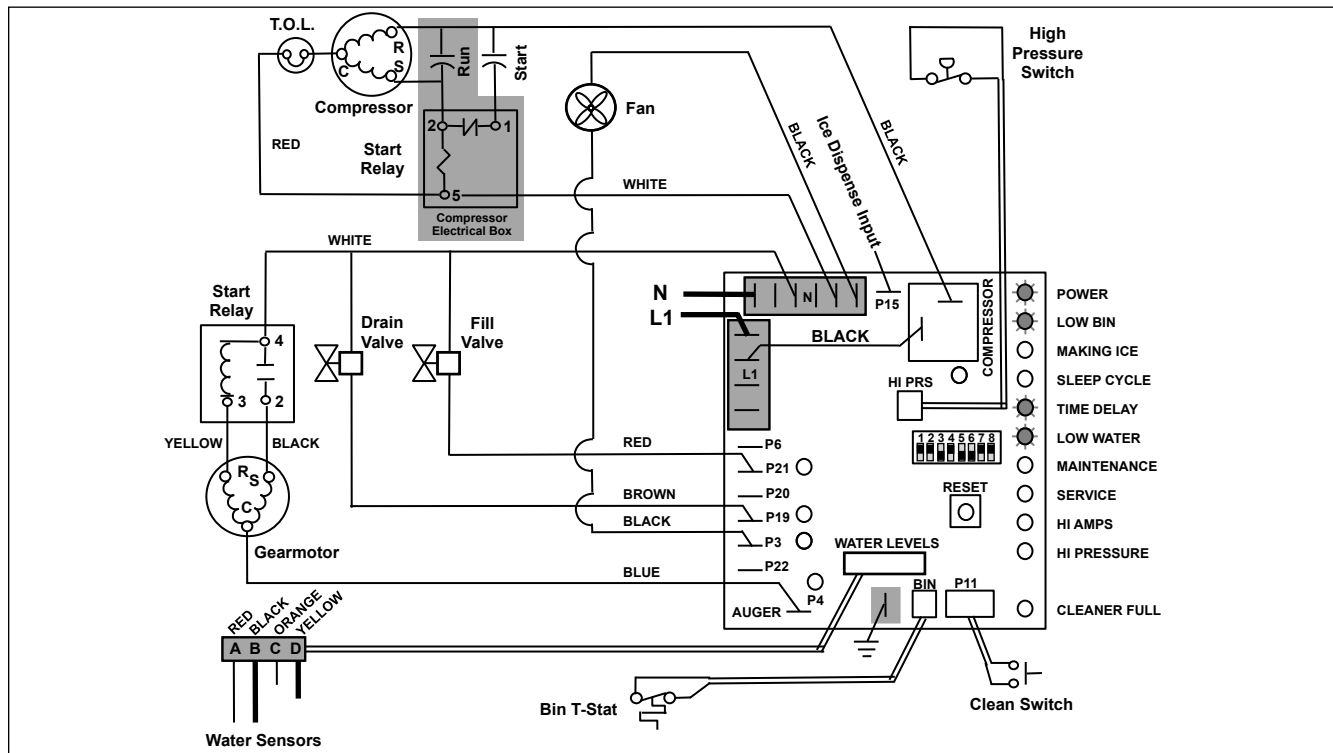 T.O.L.
R
S
C
Compressor
Run
Start
2
1
5
Start
Relay
Compressor
Electrical Box
RED
WHITE
Fan
BLACK
Ice Dispense Input
BLACK
High
Pressure
Switch
WHITE
Start
Relay
4
3
2
YELLOW
BLACK
R
S
C
Gearmotor
Drain
Valve
Fill
Valve
N
L1
N
L1
P15
BLACK
COMPRESSOR
HI PRS
1 2 3 4 5 6 7 8
RESET
POWER
LOW BIN
MAKING ICE
SLEEP CYCLE
TIME DELAY
LOW WATER
MAINTENANCE
SERVICE
HI AMPS
HI PRESSURE
CLEANER FULL
RED
BROWN
BLACK
BLUE
P6
P21
P20
P19
P3
P22
P4
AUGER
WATER LEVELS
BIN
P11
RED
BLACK
ORANGE
YELLOW
A B C D
Water Sensors
Bin T-Stat
Clean Switch